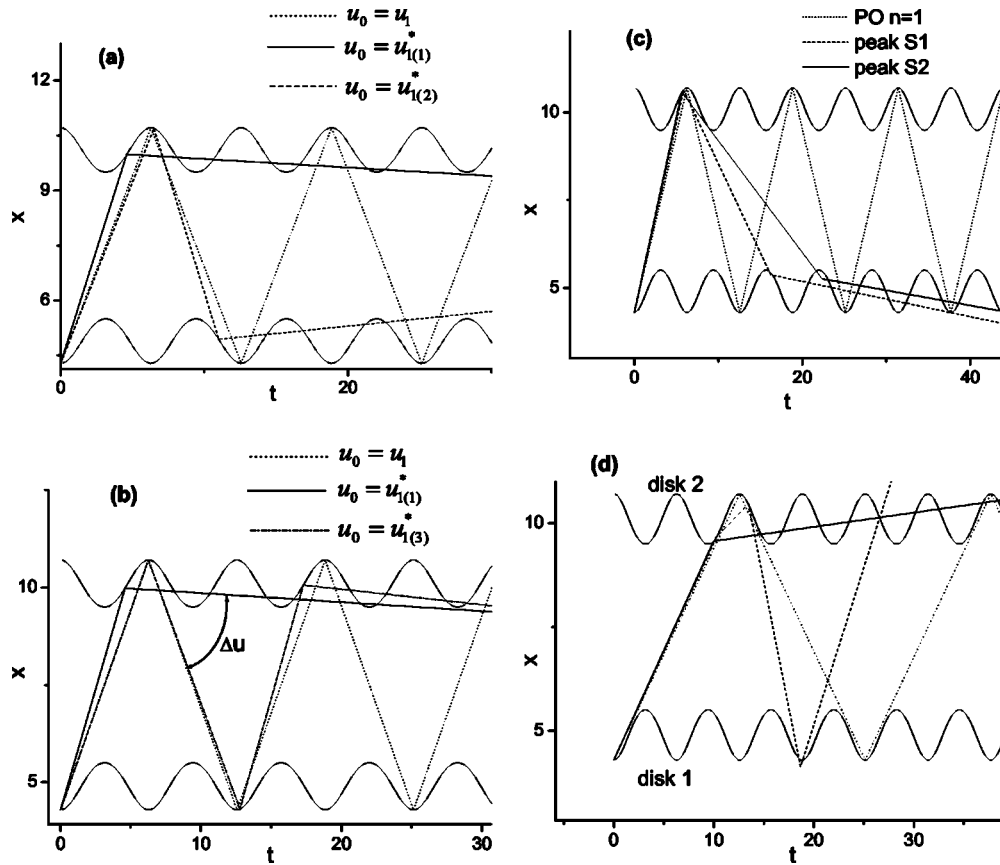 (a)
u₀ = u₁
u₀ = u*₁₍₁₎
u₀ = u*₁₍₂₎
12
9
6
x
0
20
t
(c)
PO n=1
peak S1
peak S2
10
5
x
0
20
40
t
(b)
u₀ = u₁
u₀ = u*₁₍₁₎
u₀ = u*₁₍₃₎
10
5
x
Δu
0
10
20
30
t
(d)
disk 2
disk 1
10
5
x
0
10
20
30
t